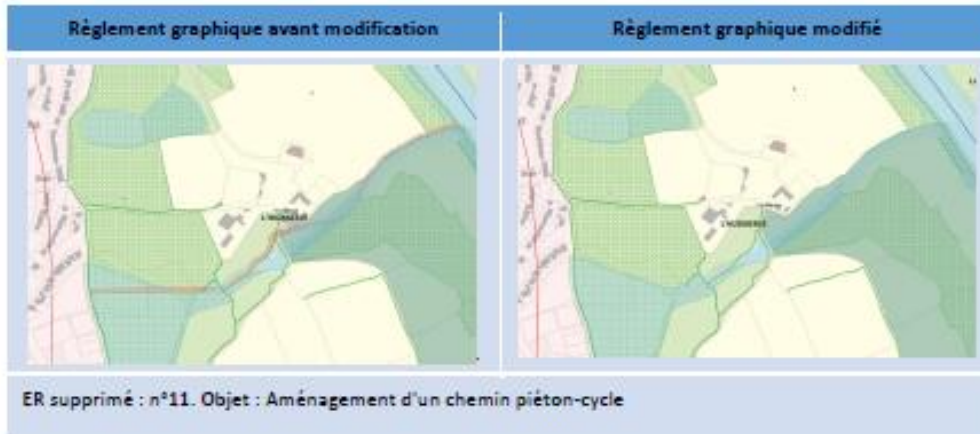 Règlement graphique avant modification
Règlement graphique modifié
ER supprimé : n°11. Objet : Aménagement d'un chemin piéton-cycle